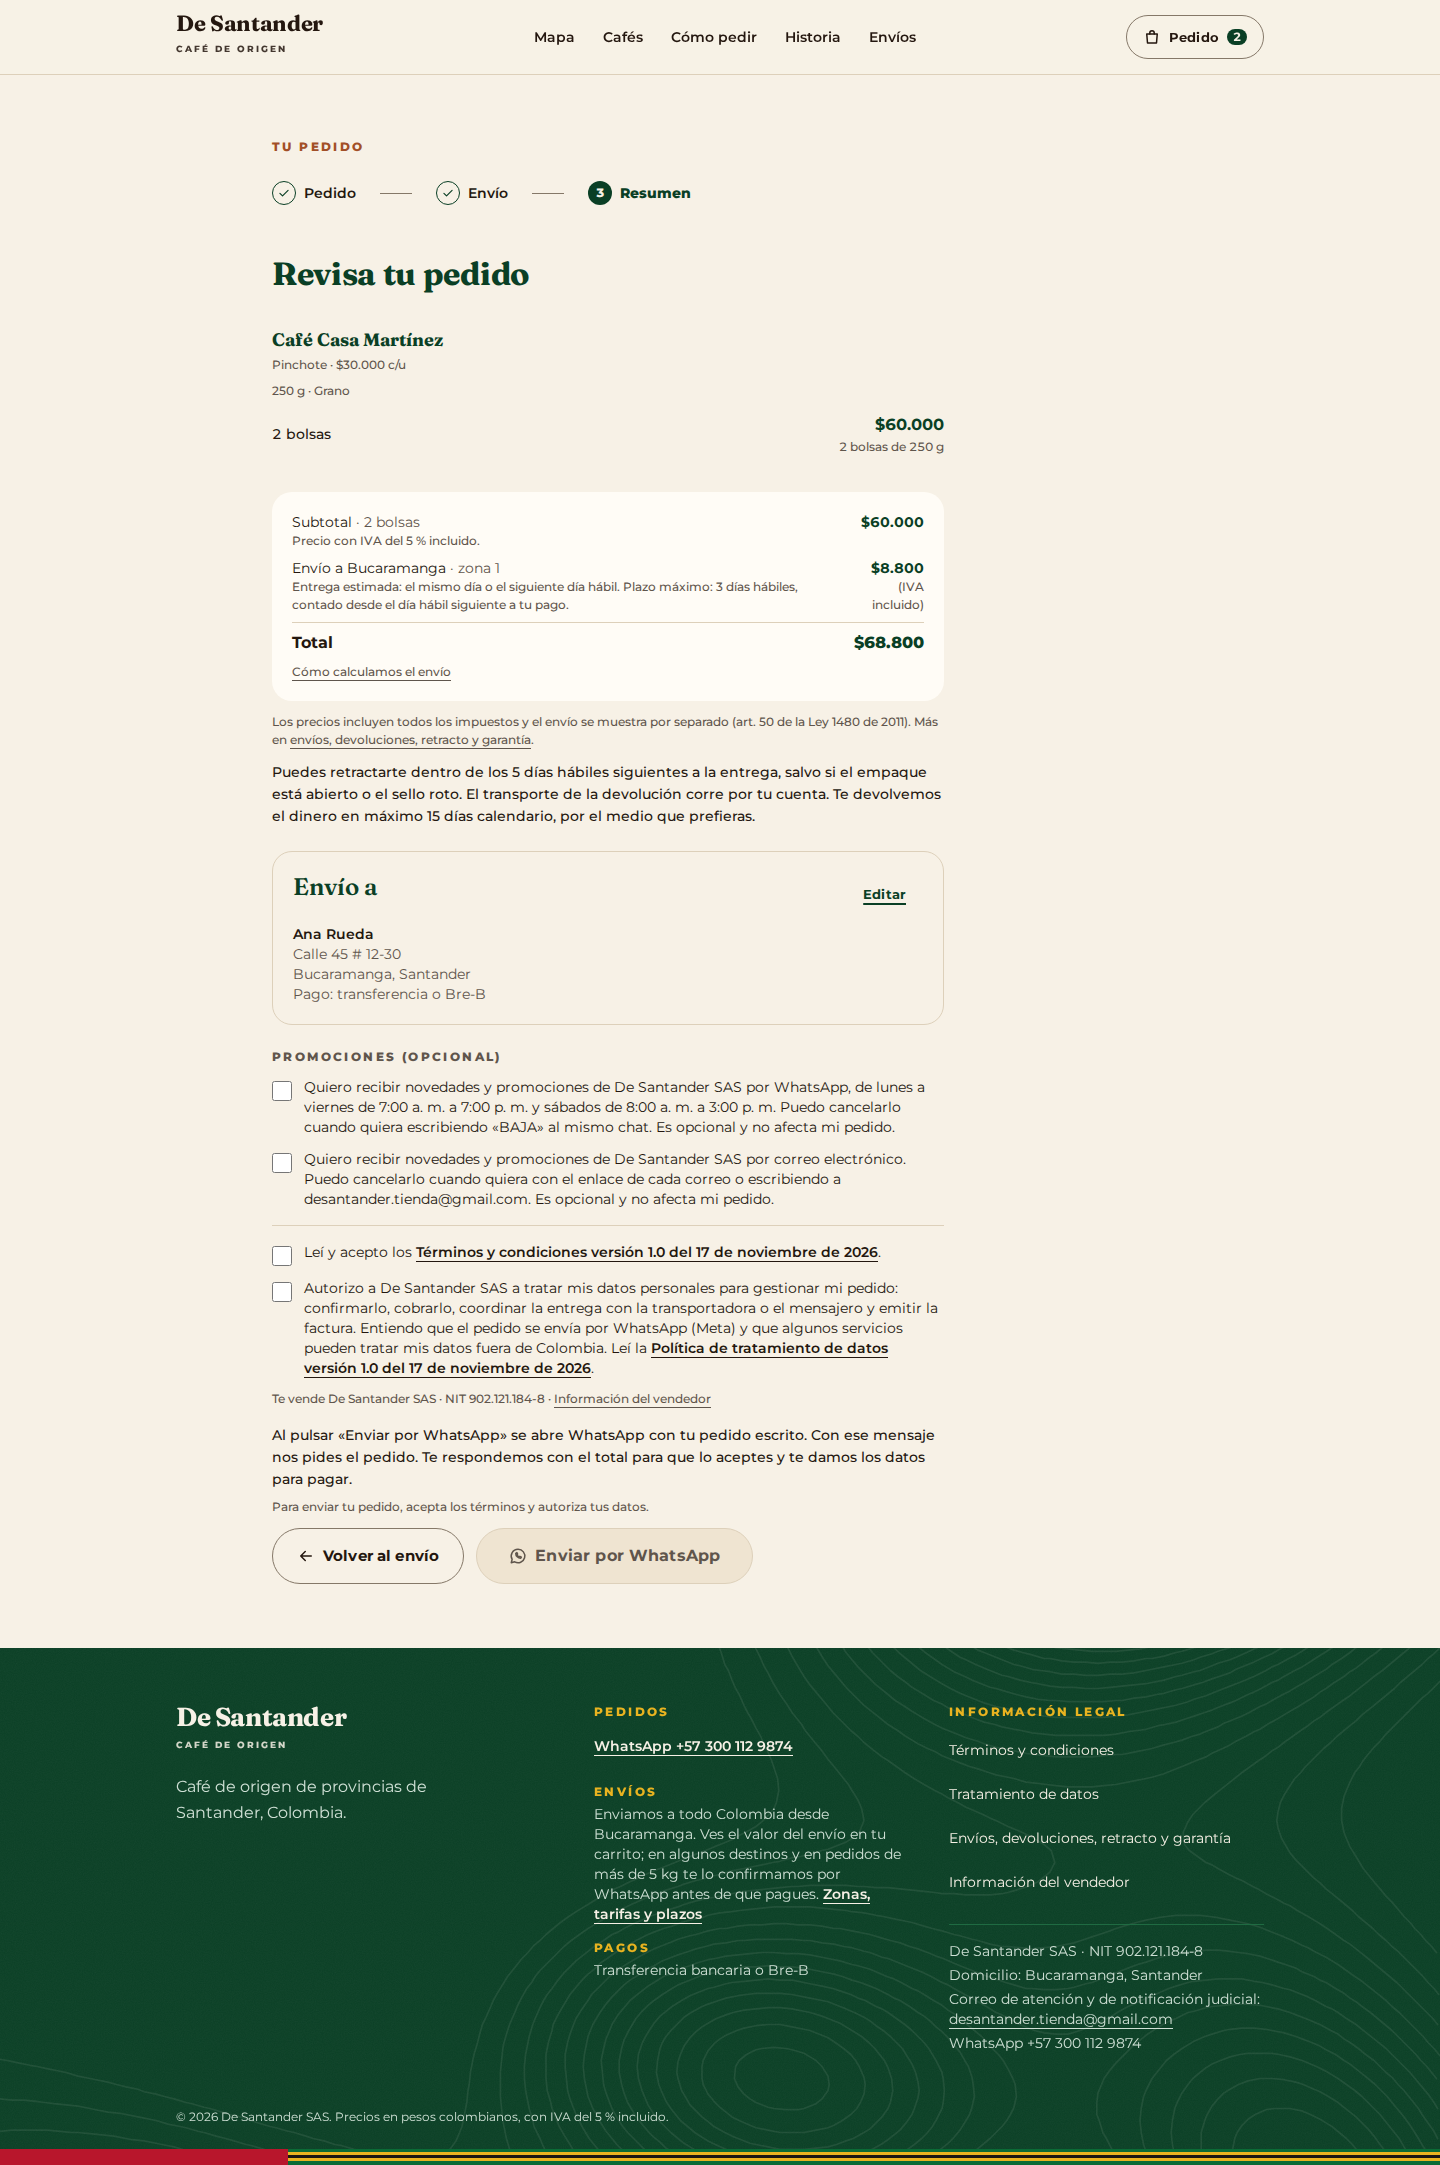 De Santander
CAFÉ DE ORIGEN
Mapa
Cafés
Cómo pedir
Historia
Envíos
Pedido 2
TU PEDIDO
Pedido
Envío
3 Resumen
Revisa tu pedido
Café Casa Martínez
Pinchote · $30.000 c/u
250 g · Grano
2 bolsas
$60.000
2 bolsas de 250 g
Subtotal · 2 bolsas
$60.000
Precio con IVA del 5 % incluido.
Envío a Bucaramanga · zona 1
$8.800
Entrega estimada: el mismo día o el siguiente día hábil. Plazo máximo: 3 días hábiles,
contado desde el día hábil siguiente a tu pago.
(IVA
incluido)
Total
$68.800
Cómo calculamos el envío
Los precios incluyen todos los impuestos y el envío se muestra por separado (art. 50 de la Ley 1480 de 2011). Más
en envíos, devoluciones, retracto y garantía.
Puedes retractarte dentro de los 5 días hábiles siguientes a la entrega, salvo si el empaque
está abierto o el sello roto. El transporte de la devolución corre por tu cuenta. Te devolvemos
el dinero en máximo 15 días calendario, por el medio que prefieras.
Envío a
Editar
Ana Rueda
Calle 45 # 12-30
Bucaramanga, Santander
Pago: transferencia o Bre-B
PROMOCIONES (OPCIONAL)
Quiero recibir novedades y promociones de De Santander SAS por WhatsApp, de lunes a
viernes de 7:00 a. m. a 7:00 p. m. y sábados de 8:00 a. m. a 3:00 p. m. Puedo cancelarlo
cuando quiera escribiendo «BAJA» al mismo chat. Es opcional y no afecta mi pedido.
Quiero recibir novedades y promociones de De Santander SAS por correo electrónico.
Puedo cancelarlo cuando quiera con el enlace de cada correo o escribiendo a
desantander.tienda@gmail.com. Es opcional y no afecta mi pedido.
Leí y acepto los Términos y condiciones versión 1.0 del 17 de noviembre de 2026.
Autorizo a De Santander SAS a tratar mis datos personales para gestionar mi pedido:
confirmarlo, cobrarlo, coordinar la entrega con la transportadora o el mensajero y emitir la
factura. Entiendo que el pedido se envía por WhatsApp (Meta) y que algunos servicios
pueden tratar mis datos fuera de Colombia. Leí la Política de tratamiento de datos
versión 1.0 del 17 de noviembre de 2026.
Te vende De Santander SAS · NIT 902.121.184-8 · Información del vendedor
Al pulsar «Enviar por WhatsApp» se abre WhatsApp con tu pedido escrito. Con ese mensaje
nos pides el pedido. Te respondemos con el total para que lo aceptes y te damos los datos
para pagar.
Para enviar tu pedido, acepta los términos y autoriza tus datos.
Volver al envío
Enviar por WhatsApp
De Santander
CAFÉ DE ORIGEN
Café de origen de provincias de
Santander, Colombia.
PEDIDOS
WhatsApp +57 300 112 9874
ENVÍOS
Enviamos a todo Colombia desde
Bucaramanga. Ves el valor del envío en tu
carrito; en algunos destinos y en pedidos de
más de 5 kg te lo confirmamos por
WhatsApp antes de que pagues. Zonas,
tarifas y plazos
PAGOS
Transferencia bancaria o Bre-B
INFORMACIÓN LEGAL
Términos y condiciones
Tratamiento de datos
Envíos, devoluciones, retracto y garantía
Información del vendedor
De Santander SAS · NIT 902.121.184-8
Domicilio: Bucaramanga, Santander
Correo de atención y de notificación judicial:
desantander.tienda@gmail.com
WhatsApp +57 300 112 9874
© 2026 De Santander SAS. Precios en pesos colombianos, con IVA del 5 % incluido.